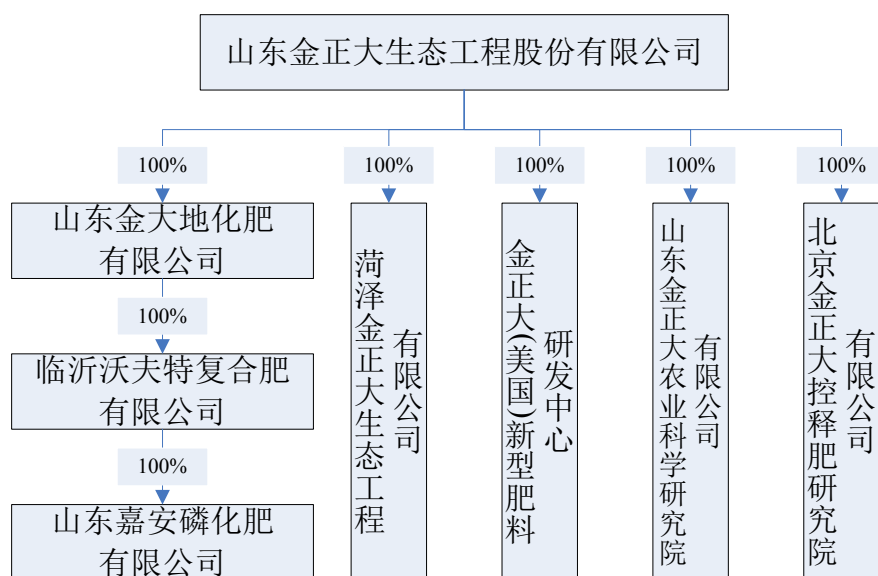 山东金正大生态工程股份有限公司
100%
100%
100%
100%
100%
山东金大地化肥
有限公司
100%
临沂沃夫特复合肥
有限公司
100%
山东嘉安磷化肥
有限公司
菏泽金正大生态工程
有限公司
金正大(美国)新型肥料
研发中心
山东金正大农业科学研究院
有限公司
北京金正大控释肥研究院
有限公司